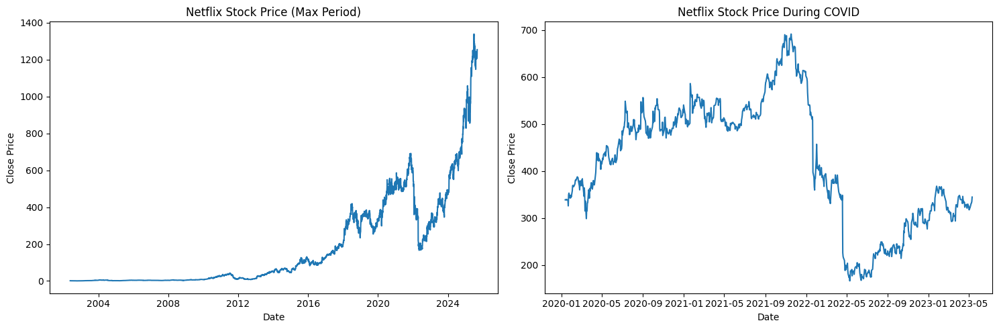 Netflix Stock Price (Max Period)
1400
1200
1000
800
600
400
200
0
Close Price
2004 2008 2012 2016 2020 2024
Date
Netflix Stock Price During COVID
700
600
500
400
300
200
Close Price
2020-01 2020-05 2020-09 2021-01 2021-05 2021-09 2022-01 2022-05 2022-09 2023-01 2023-05
Date